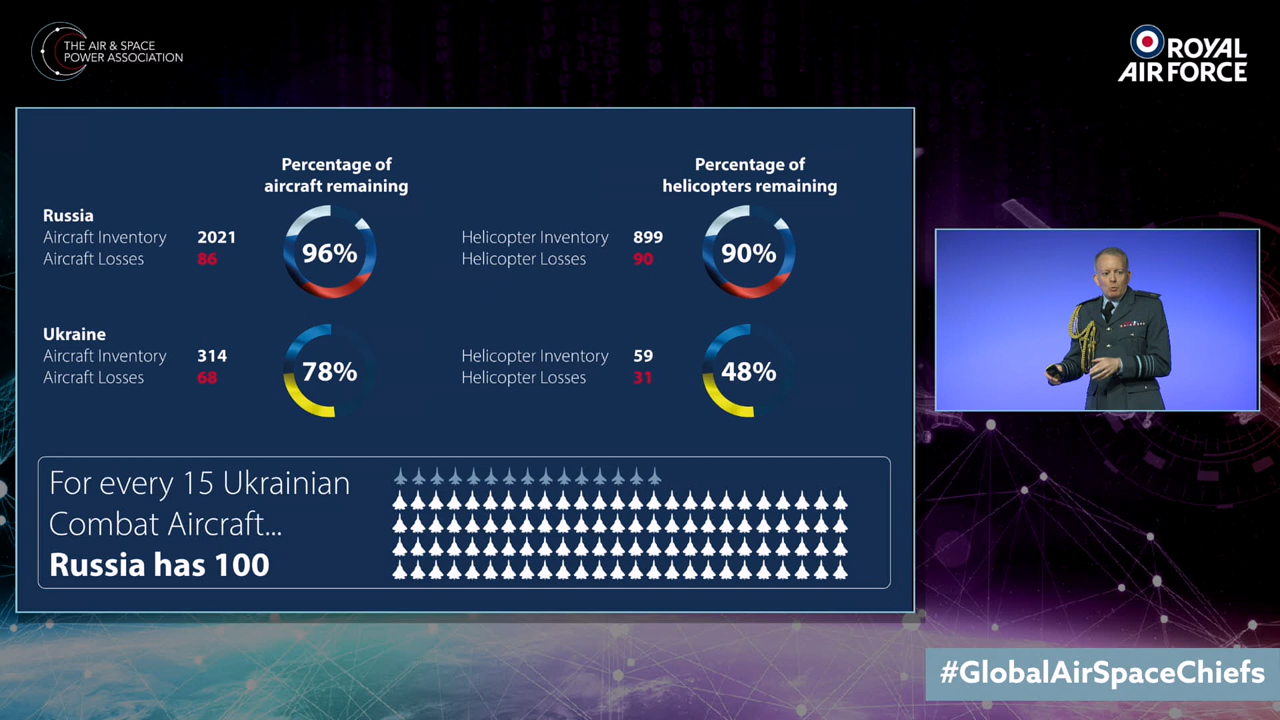 THE AIR & SPACE
POWER ASSOCIATION
ROYAL
AIR FORCE
Percentage of
aircraft remaining
Percentage of
helicopters remaining
Russia
Aircraft Inventory 2021
Aircraft Losses 86
96%
Helicopter Inventory 899
Helicopter Losses 90
90%
Ukraine
Aircraft Inventory 314
Aircraft Losses 68
78%
Helicopter Inventory 59
Helicopter Losses 31
48%
For every 15 Ukrainian
Combat Aircraft...
Russia has 100
#GlobalAirSpaceChiefs